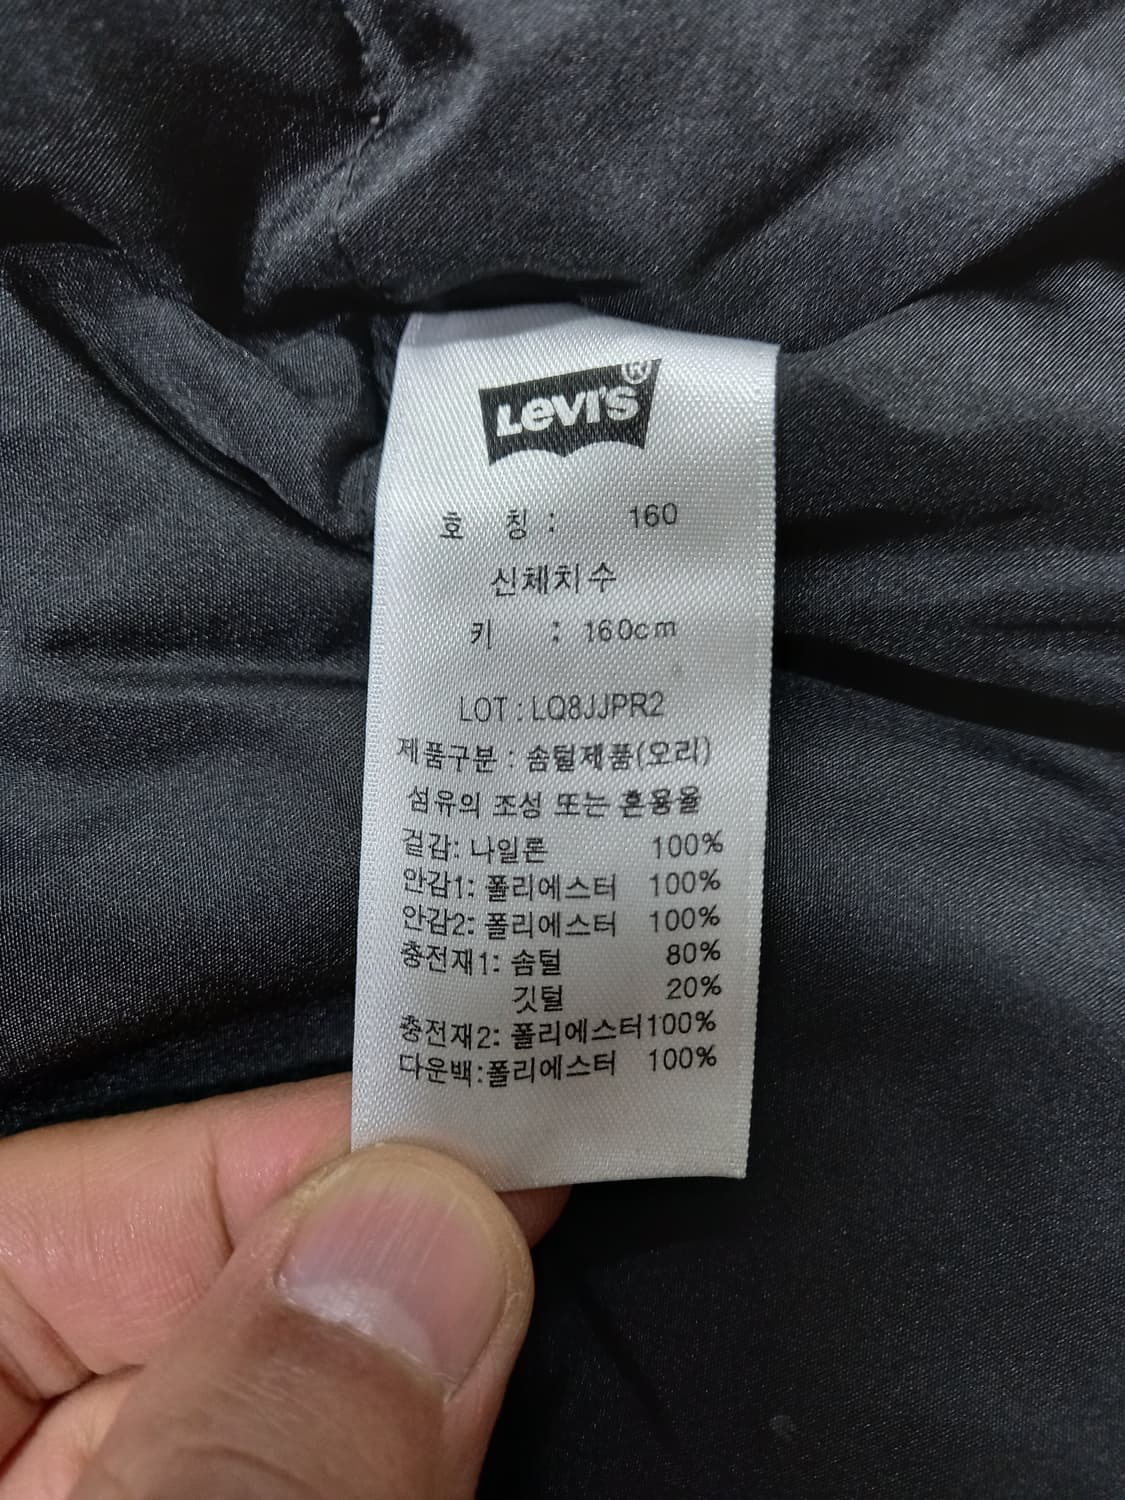 LEVI'S®
호 칭 : 160
신체치수
키 : 160cm
LOT : LQ8JJPR2
제품구분 : 솜털제품(오리)
섬유의 조성 또는 혼용율
겉감: 나일론 100%
안감1: 폴리에스터 100%
안감2: 폴리에스터 100%
충전재1: 솜털 80%
깃털 20%
충전재2: 폴리에스터100%
다운백:폴리에스터 100%